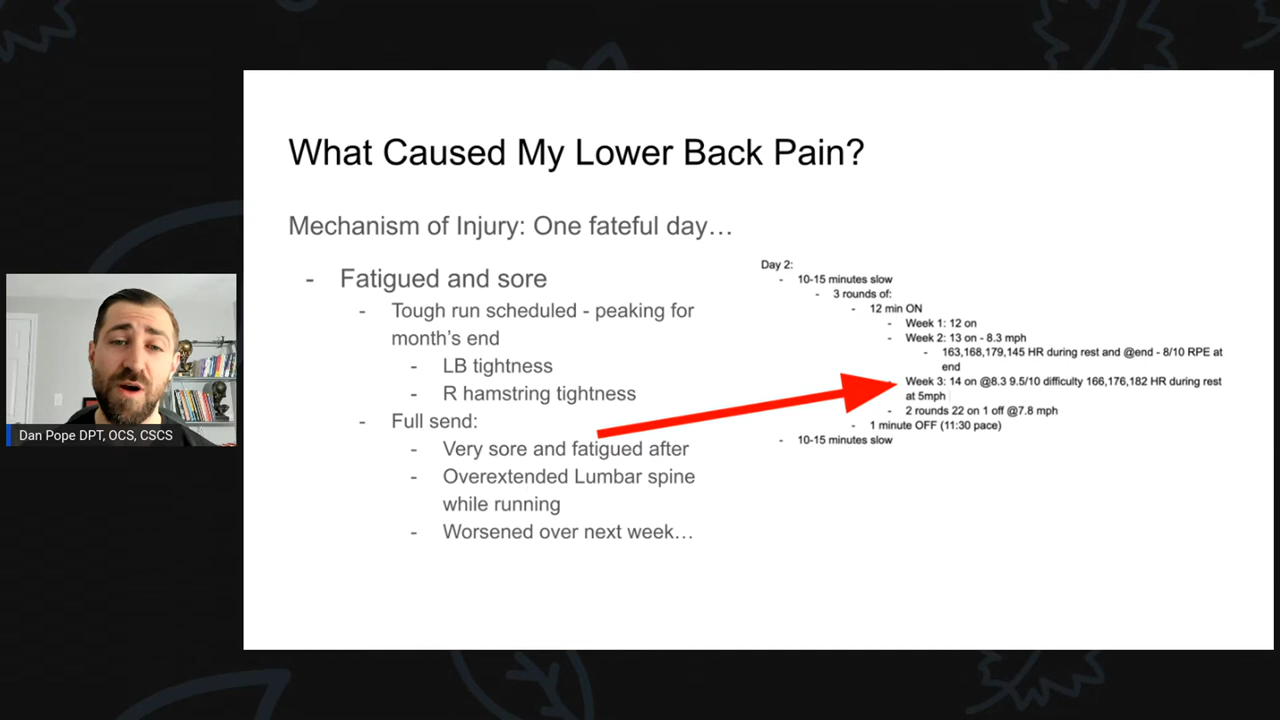 What Caused My Lower Back Pain?
Mechanism of Injury: One fateful day…
- Fatigued and sore
- Tough run scheduled - peaking for
month's end
- LB tightness
- R hamstring tightness
- Full send:
- Very sore and fatigued after
- Overextended Lumbar spine
while running
- Worsened over next week…
Day 2:
- 10-15 minutes slow
- 3 rounds of:
- 12 min ON
- Week 1: 12 on
- Week 2: 13 on - 8.3 mph
- 163,168,179,145 HR during rest and @end - 8/10 RPE at
end
- Week 3: 14 on @8.3 9.5/10 difficulty 166,176,182 HR during rest
at 5mph
- 2 rounds 22 on 1 off @7.8 mph
- 1 minute OFF (11:30 pace)
- 10-15 minutes slow
Dan Pope DPT, OCS, CSCS